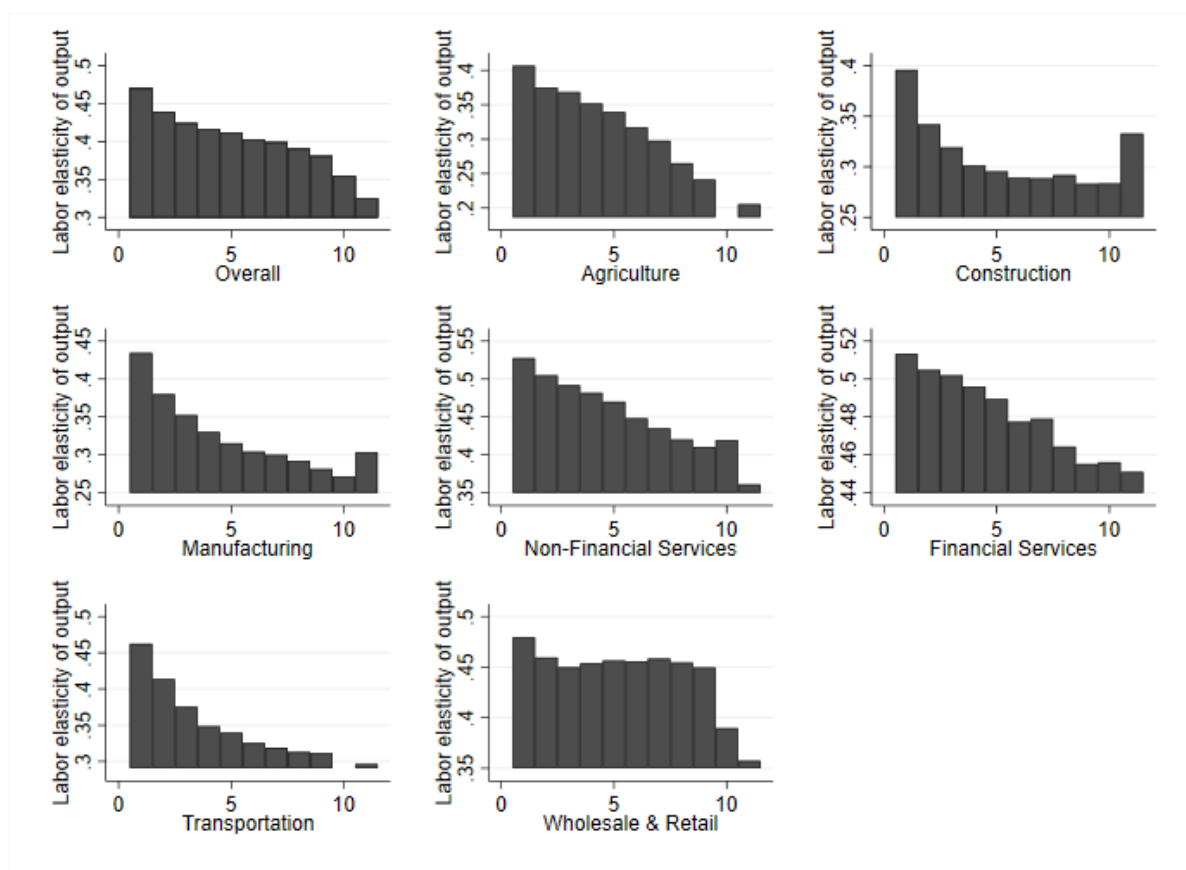 Labor elasticity of output
.3 .35 .4 .45 .5
0 5 10
Overall
Labor elasticity of output
.2 .25 .3 .35 .4
0 5 10
Agriculture
Labor elasticity of output
.25 .3 .35 .4
0 5 10
Construction
Labor elasticity of output
.25 .3 .35 .4 .45
0 5 10
Manufacturing
Labor elasticity of output
.35 .4 .45 .5 .55
0 5 10
Non-Financial Services
Labor elasticity of output
.44 .46 .48 .5 .52
0 5 10
Financial Services
Labor elasticity of output
.3 .35 .4 .45 .5
0 5 10
Transportation
Labor elasticity of output
.35 .4 .45 .5
0 5 10
Wholesale & Retail